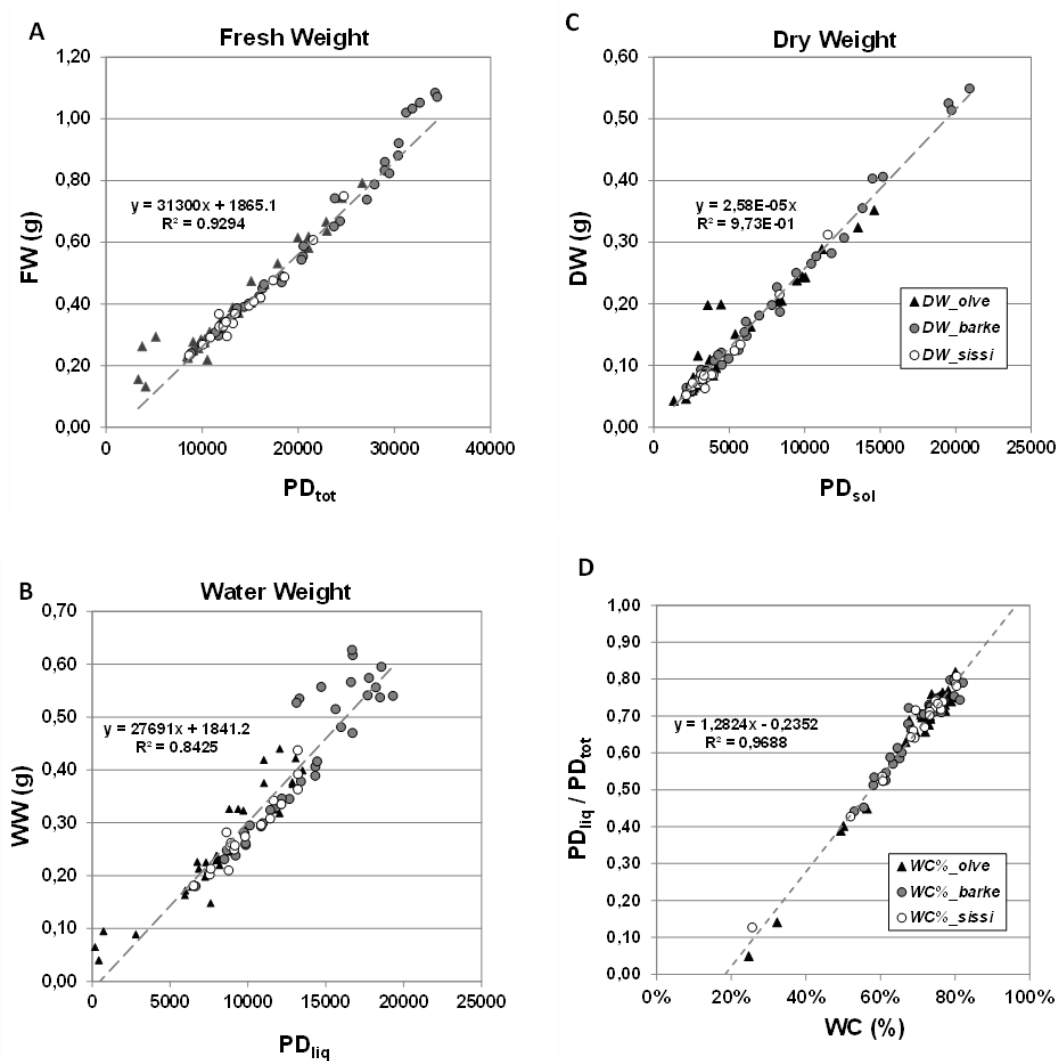 A
Fresh Weight
1,20
1,00
0,80
0,60
0,40
0,20
0,00
FW (g)
y = 31300x + 1865.1
R² = 0.9294
0 10000 20000 30000 40000
PDtot
C
Dry Weight
0,60
0,50
0,40
0,30
0,20
0,10
0,00
DW (g)
y = 2,58E-05x
R² = 9,73E-01
DW_olve
DW_barke
DW_sissi
0 5000 10000 15000 20000 25000
PDsol
B
Water Weight
0,70
0,60
0,50
0,40
0,30
0,20
0,10
0,00
WW (g)
y = 27691x + 1841.2
R² = 0.8425
0 5000 10000 15000 20000 25000
PDliq
D
1,00
0,90
0,80
0,70
0,60
0,50
0,40
0,30
0,20
0,10
0,00
PDliq / PDtot
y = 1,2824x - 0,2352
R² = 0,9688
WC%_olve
WC%_barke
WC%_sissi
0% 20% 40% 60% 80% 100%
WC (%)